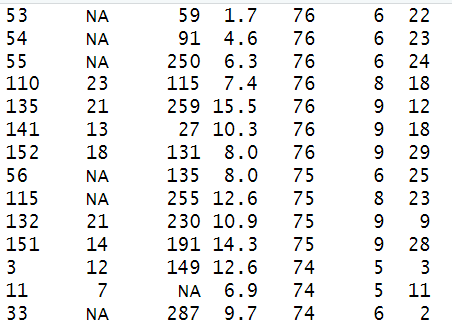 53 NA 59 1.7 76 6 22
54 NA 91 4.6 76 6 23
55 NA 250 6.3 76 6 24
110 23 115 7.4 76 8 18
135 21 259 15.5 76 9 12
141 13 27 10.3 76 9 18
152 18 131 8.0 76 9 29
56 NA 135 8.0 75 6 25
115 NA 255 12.6 75 8 23
132 21 230 10.9 75 9 9
151 14 191 14.3 75 9 28
3 12 149 12.6 74 5 3
11 7 NA 6.9 74 5 11
33 NA 287 9.7 74 6 2